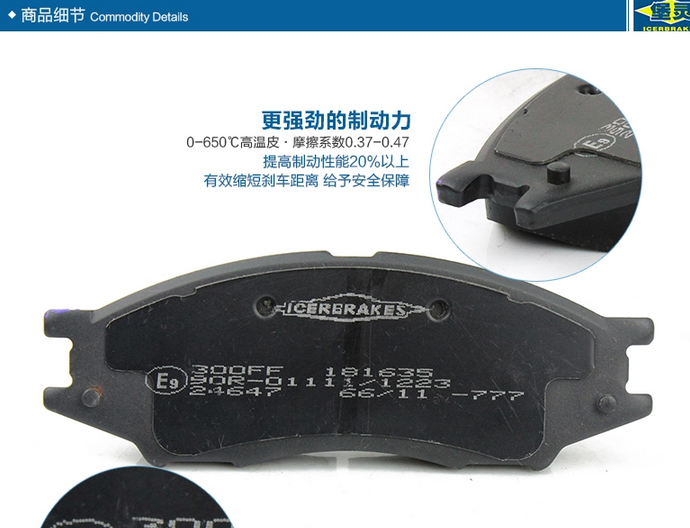 商品细节 Commodity Details
堡灵
ICERBRAKES
更强劲的制动力
0-650℃高温皮·摩擦系数0.37-0.47
提高制动性能20%以上
有效缩短刹车距离 给予安全保障
E9
ICERBRAKES
300FF 181635
E9 90R-01111/1223
24647 66/11 -777